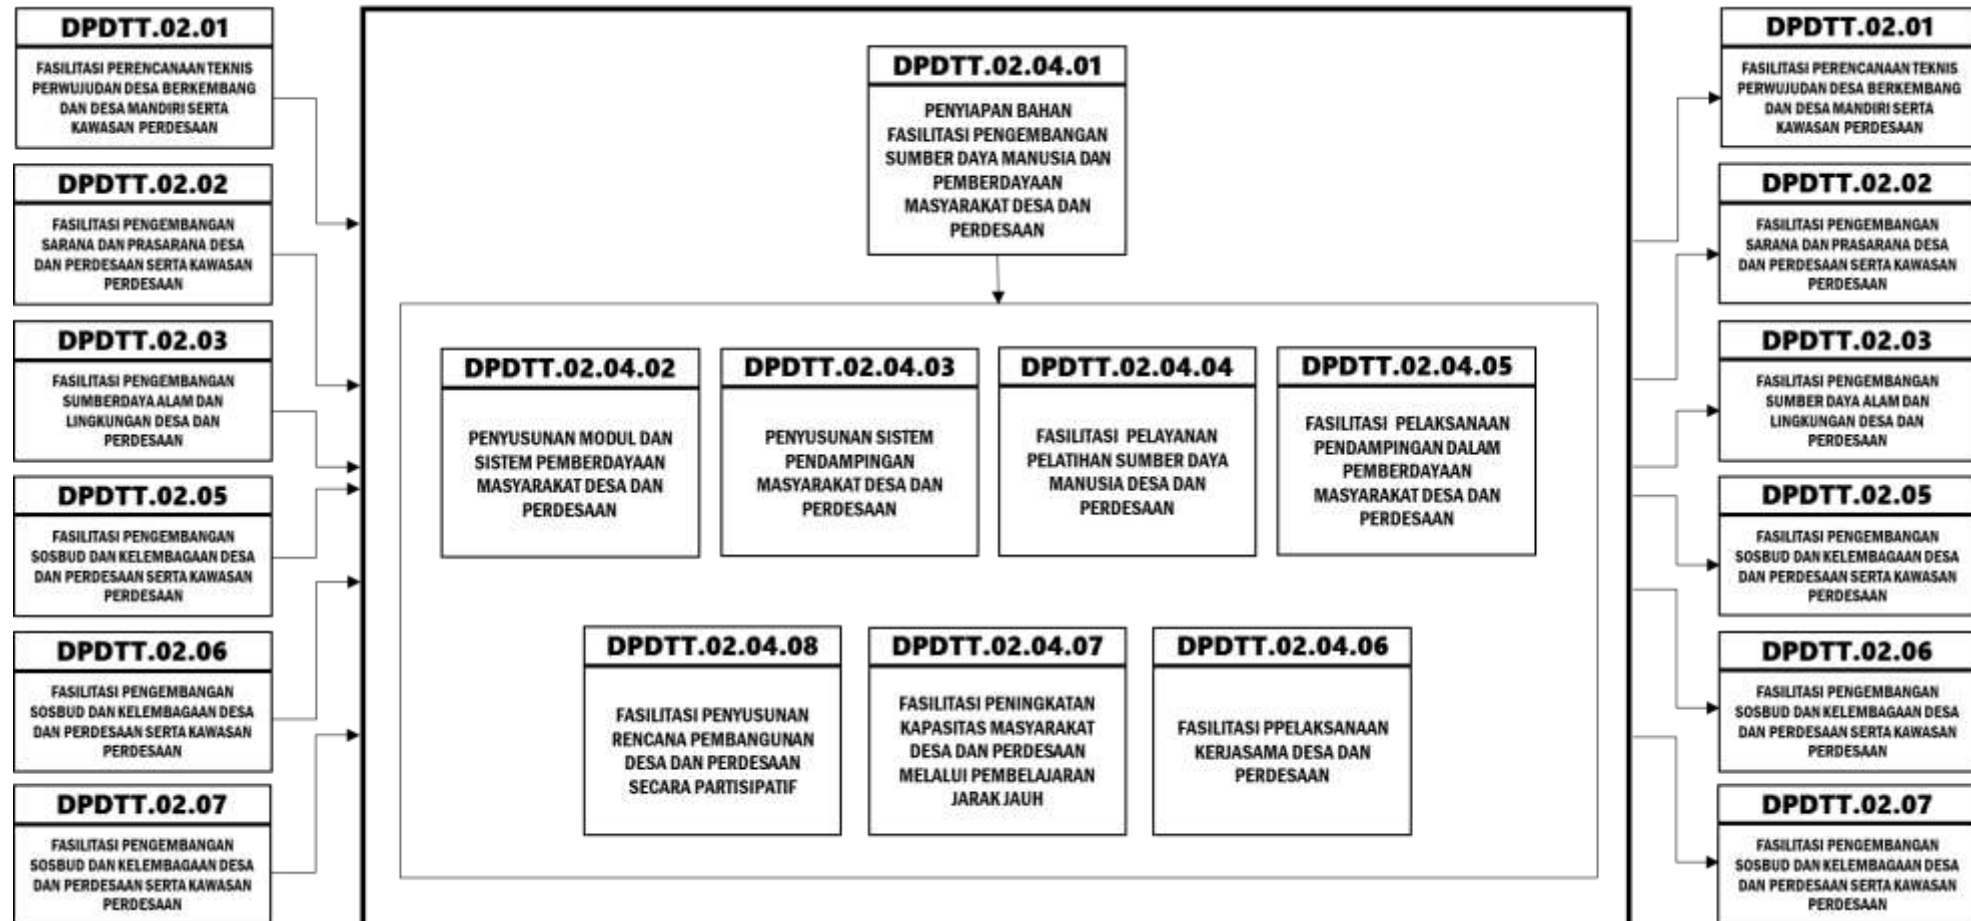 DPDTT.02.01
FASILITASI PERENCANAAN TEKNIS
PERWUJUDAN DESA BERKEMBANG
DAN DESA MANDIRI SERTA
KAWASAN PERDESAAN
DPDTT.02.02
FASILITASI PENGEMBANGAN
SARANA DAN PRASARANA DESA
DAN PERDESAAN SERTA KAWASAN
PERDESAAN
DPDTT.02.03
FASILITASI PENGEMBANGAN
SUMBERDAYA ALAM DAN
LINGKUNGAN DESA DAN
PERDESAAN
DPDTT.02.05
FASILITASI PENGEMBANGAN
SOSBUD DAN KELEMBAGAAN DESA
DAN PERDESAAN SERTA KAWASAN
PERDESAAN
DPDTT.02.06
FASILITASI PENGEMBANGAN
SOSBUD DAN KELEMBAGAAN DESA
DAN PERDESAAN SERTA KAWASAN
PERDESAAN
DPDTT.02.07
FASILITASI PENGEMBANGAN
SOSBUD DAN KELEMBAGAAN DESA
DAN PERDESAAN SERTA KAWASAN
PERDESAAN
DPDTT.02.04.01
PENYIAPAN BAHAN
FASILITASI PENGEMBANGAN
SUMBER DAYA MANUSIA DAN
PEMBERDAYAAN
MASYARAKAT DESA DAN
PERDESAAN
DPDTT.02.04.02
PENYUSUNAN MODUL DAN
SISTEM PEMBERDAYAAN
MASYARAKAT DESA DAN
PERDESAAN
DPDTT.02.04.03
PENYUSUNAN SISTEM
PENDAMPINGAN
MASYARAKAT DESA DAN
PERDESAAN
DPDTT.02.04.04
FASILITASI PELAYANAN
PELATIHAN SUMBER DAYA
MANUSIA DESA DAN
PERDESAAN
DPDTT.02.04.05
FASILITASI PELAKSANAAN
PENDAMPINGAN DALAM
PEMBERDAYAAN
MASYARAKAT DESA DAN
PERDESAAN
DPDTT.02.04.08
FASILITASI PENYUSUNAN
RENCANA PEMBANGUNAN
DESA DAN PERDESAAN
SECARA PARTISIPATIF
DPDTT.02.04.07
FASILITASI PENINGKATAN
KAPASITAS MASYARAKAT
DESA DAN PERDESAAN
MELALUI PEMBELAJARAN
JARAK JAUH
DPDTT.02.04.06
FASILITASI PPELAKSANAAN
KERJASAMA DESA DAN
PERDESAAN
DPDTT.02.01
FASILITASI PERENCANAAN TEKNIS
PERWUJUDAN DESA BERKEMBANG
DAN DESA MANDIRI SERTA
KAWASAN PERDESAAN
DPDTT.02.02
FASILITASI PENGEMBANGAN
SARANA DAN PRASARANA DESA
DAN PERDESAAN SERTA KAWASAN
PERDESAAN
DPDTT.02.03
FASILITASI PENGEMBANGAN
SUMBER DAYA ALAM DAN
LINGKUNGAN DESA DAN
PERDESAAN
DPDTT.02.05
FASILITASI PENGEMBANGAN
SOSBUD DAN KELEMBAGAAN DESA
DAN PERDESAAN SERTA KAWASAN
PERDESAAN
DPDTT.02.06
FASILITASI PENGEMBANGAN
SOSBUD DAN KELEMBAGAAN DESA
DAN PERDESAAN SERTA KAWASAN
PERDESAAN
DPDTT.02.07
FASILITASI PENGEMBANGAN
SOSBUD DAN KELEMBAGAAN DESA
DAN PERDESAAN SERTA KAWASAN
PERDESAAN